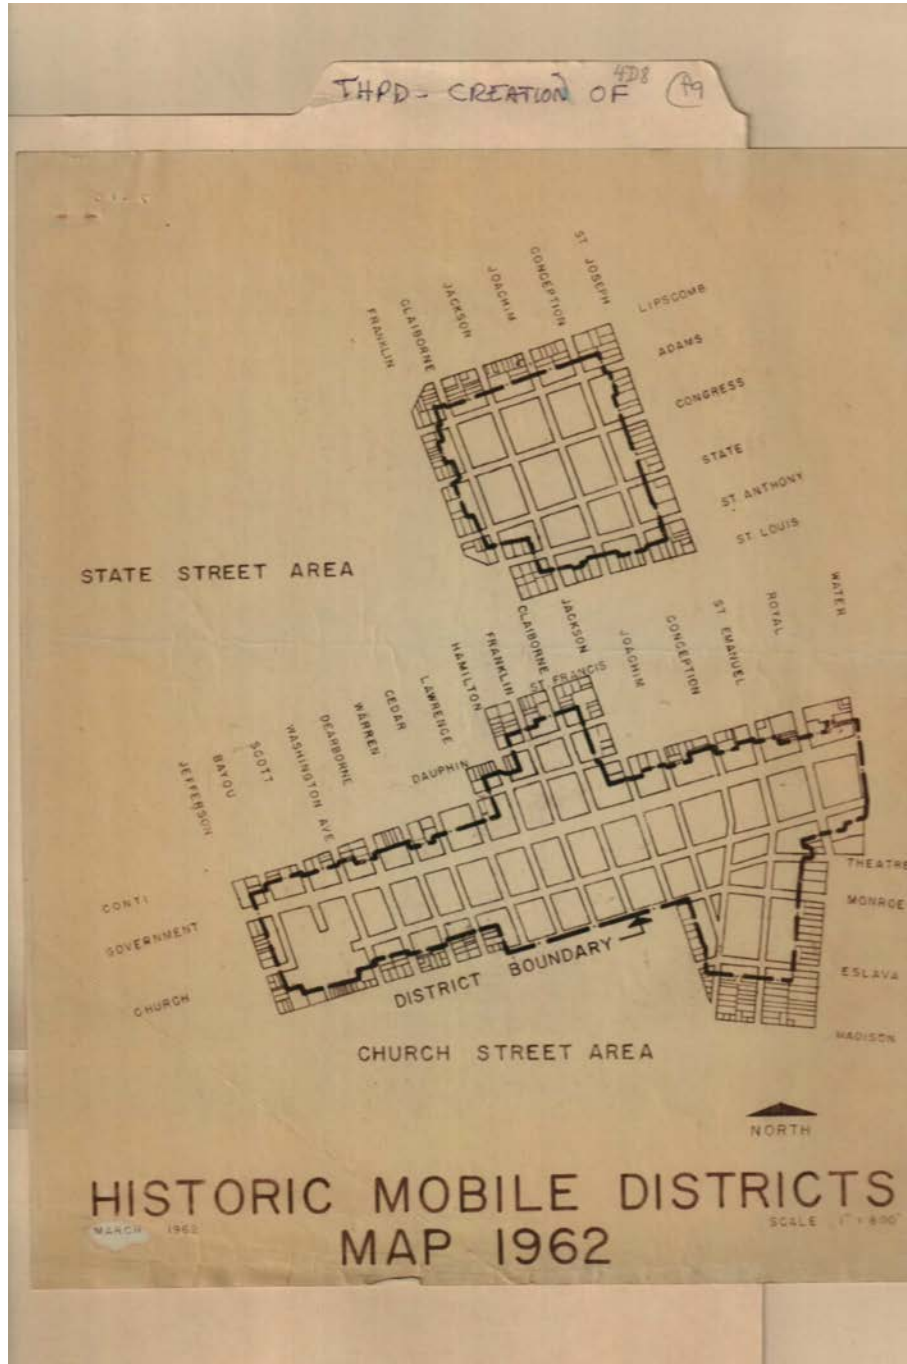 THPD - CREATION OF
4D8
ST JOSEPH
CONCEPTION
JOACHIM
JACKSON
CLAIBORNE
FRANKLIN
LIPSCOMB
ADAMS
CONGRESS
STATE
ST ANTHONY
ST. LOUIS
STATE STREET AREA
WATER
ROYAL
ST EMANUEL
CONCEPTION
JOACHIM
JACKSON
CLAIBORNE
ST. FRANCIS
FRANKLIN
HAMILTON
LAWRENCE
CEDAR
WARREN
DEARBORNE
WASHINGTON AVE
SCOTT
BAYOU
JEFFERSON
DAUPHIN
CONTI
GOVERNMENT
CHURCH
THEATRE
MONROE
ESLAVA
MADISON
DISTRICT BOUNDARY
CHURCH STREET AREA
NORTH
HISTORIC MOBILE DISTRICTS
MARCH 1962
SCALE 1" = 600'
MAP 1962